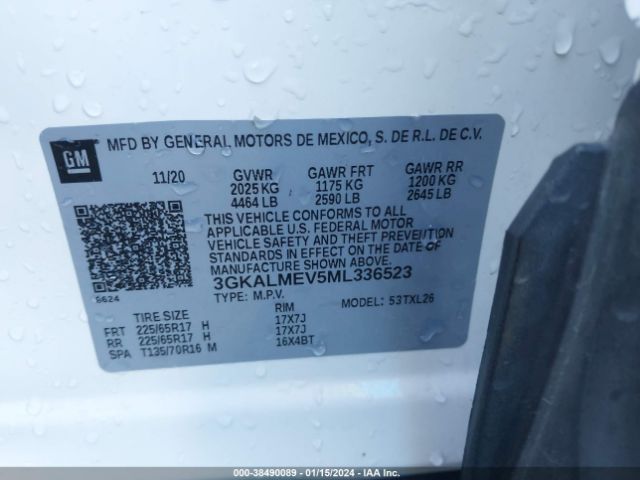 MFD BY GENERAL MOTORS DE MEXICO, S. DE R.L. DE C.V.
GM
11/20 GVWR GAWR FRT GAWR RR
2025 KG 1175 KG 1200 KG
4464 LB 2590 LB 2645 LB
THIS VEHICLE CONFORMS TO ALL
APPLICABLE U.S. FEDERAL MOTOR
VEHICLE SAFETY AND THEFT PREVENTION
STANDARDS IN EFFECT ON THE DATE OF
MANUFACTURE SHOWN ABOVE.
3GKALMEV5ML336523
8624
TYPE: M.P.V. MODEL: 53TXL26
TIRE SIZE RIM
FRT 225/65R17 H 17X7J
RR 225/65R17 H 17X7J
SPA T135/70R16 M 16X4BT
000-38490089 - 01/15/2024 - IAA Inc.